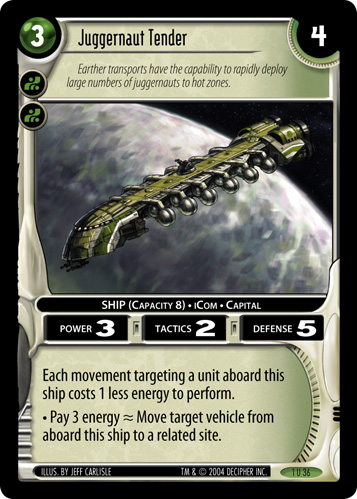 3 Juggernaut Tender 4
Earther transports have the capability to rapidly deploy
large numbers of juggernauts to hot zones.
SHIP (CAPACITY 8) • ICOM • CAPITAL
POWER 3 TACTICS 2 DEFENSE 5
Each movement targeting a unit aboard this
ship costs 1 less energy to perform.
• Pay 3 energy ≈ Move target vehicle from
aboard this ship to a related site.
ILLUS. BY JEFF CARLISLE TM & © 2004 DECIPHER INC. 1 U 36